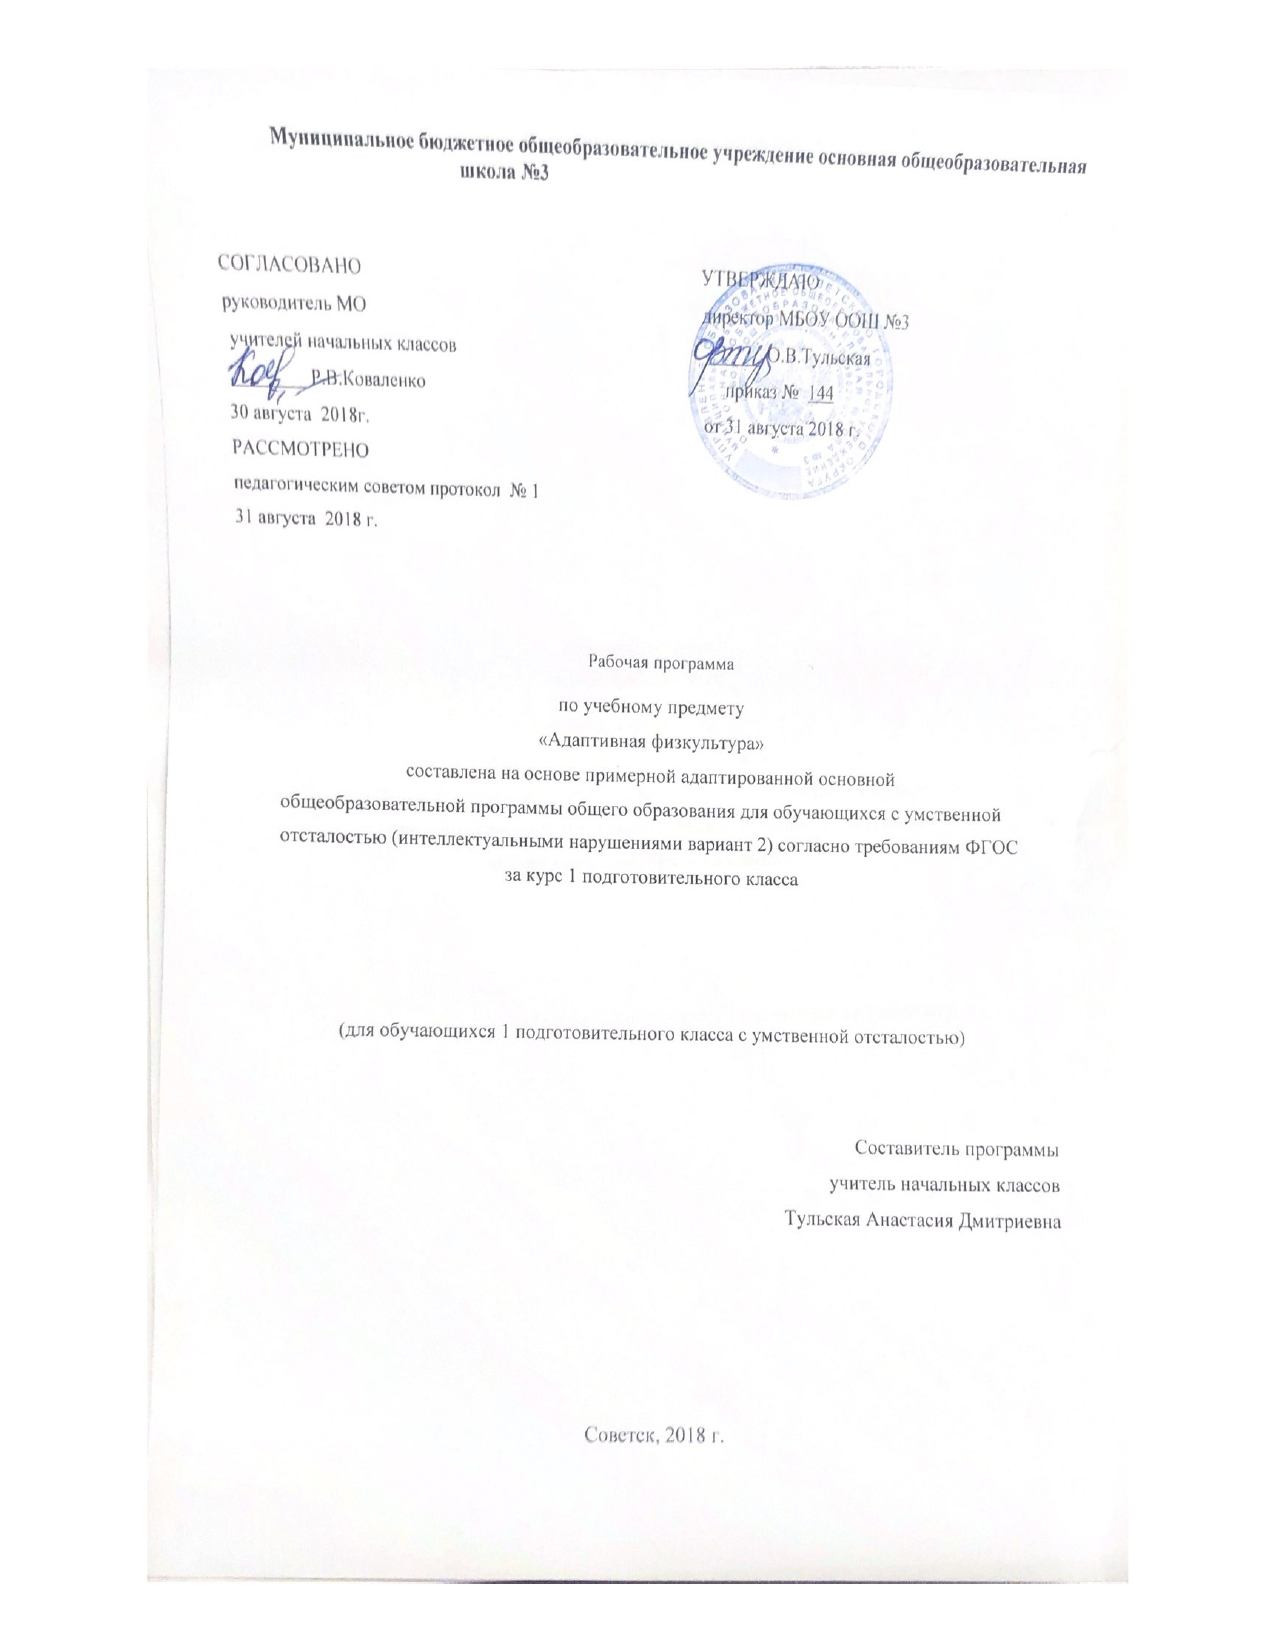 Муниципальное бюджетное общеобразовательное учреждение основная общеобразовательная
школа №3
СОГЛАСОВАНО
руководитель МО
учителей начальных классов
Р.В.Коваленко
30 августа 2018г.
РАССМОТРЕНО
педагогическим советом протокол № 1
31 августа 2018 г.
УТВЕРЖДАЮ
директор МБОУ ООШ №3
О.В.Тульская
приказ № 144
от 31 августа 2018 г.
Рабочая программа
по учебному предмету
«Адаптивная физкультура»
составлена на основе примерной адаптированной основной
общеобразовательной программы общего образования для обучающихся с умственной
отсталостью (интеллектуальными нарушениями вариант 2) согласно требованиям ФГОС
за курс 1 подготовительного класса
(для обучающихся 1 подготовительного класса с умственной отсталостью)
Составитель программы
учитель начальных классов
Тульская Анастасия Дмитриевна
Советск, 2018 г.